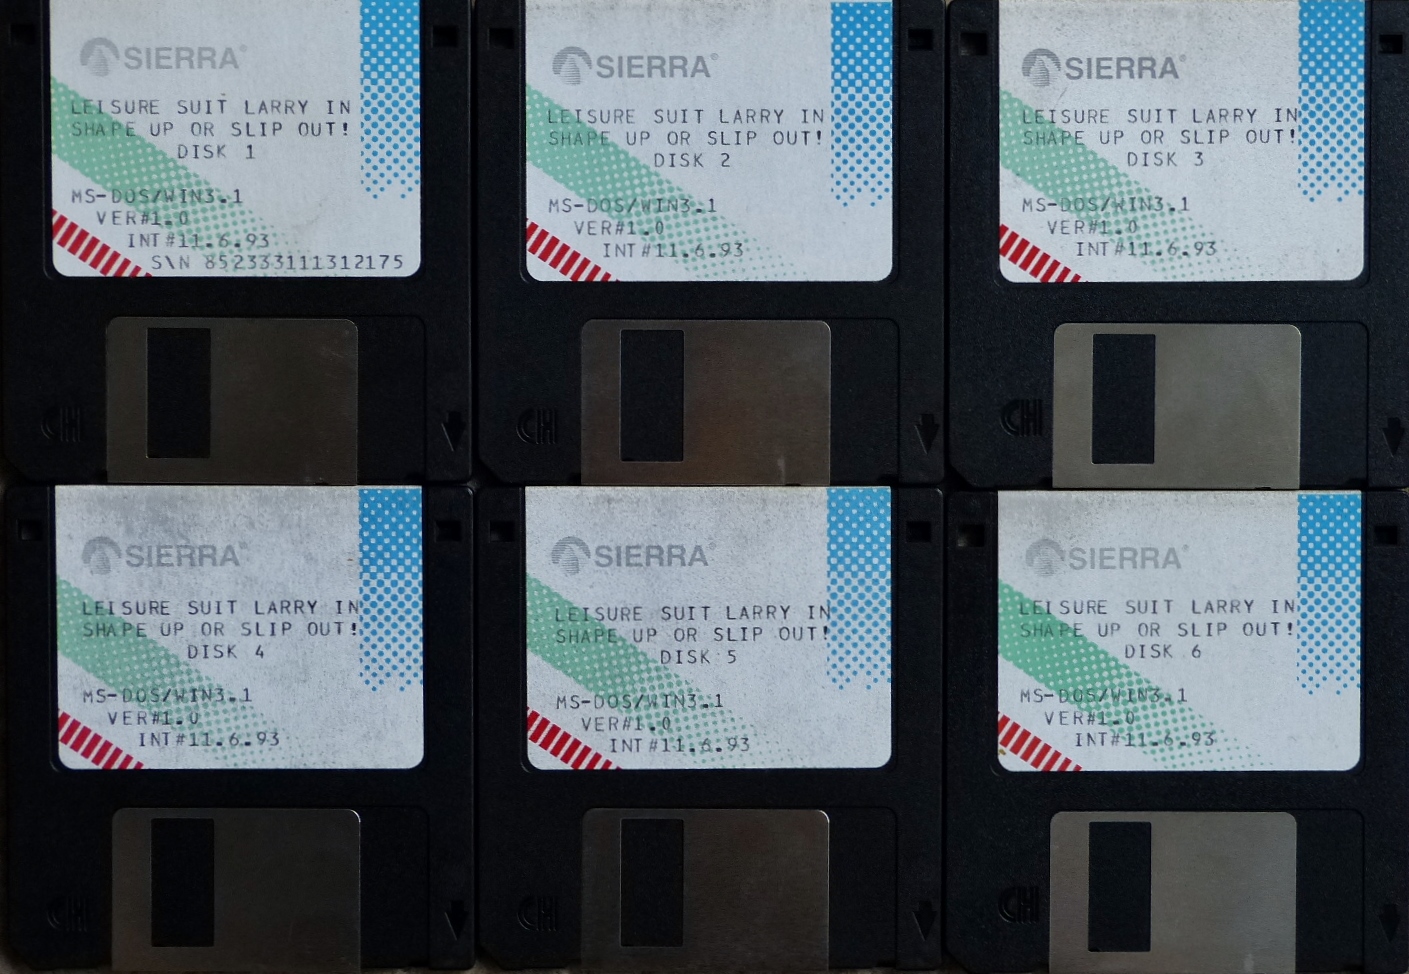 SIERRA®
LEISURE SUIT LARRY IN
SHAPE UP OR SLIP OUT!
DISK 1
MS-DOS/WIN3.1
VER#1.0
INT#11.6.93
S\N 852333111312175
SIERRA®
LEISURE SUIT LARRY IN
SHAPE UP OR SLIP OUT!
DISK 2
MS-DOS/WIN3.1
VER#1.0
INT#11.6.93
SIERRA®
LEISURE SUIT LARRY IN
SHAPE UP OR SLIP OUT!
DISK 3
MS-DOS/WIN3.1
VER#1.0
INT#11.6.93
HD
HD
HD
SIERRA®
LEISURE SUIT LARRY IN
SHAPE UP OR SLIP OUT!
DISK 4
MS-DOS/WIN3.1
VER#1.0
INT#11.6.93
SIERRA®
LEISURE SUIT LARRY IN
SHAPE UP OR SLIP OUT!
DISK 5
MS-DOS/WIN3.1
VER#1.0
INT#11.6.93
SIERRA®
LEISURE SUIT LARRY IN
SHAPE UP OR SLIP OUT!
DISK 6
MS-DOS/WIN3.1
VER#1.0
INT#11.6.93
HD
HD
HD